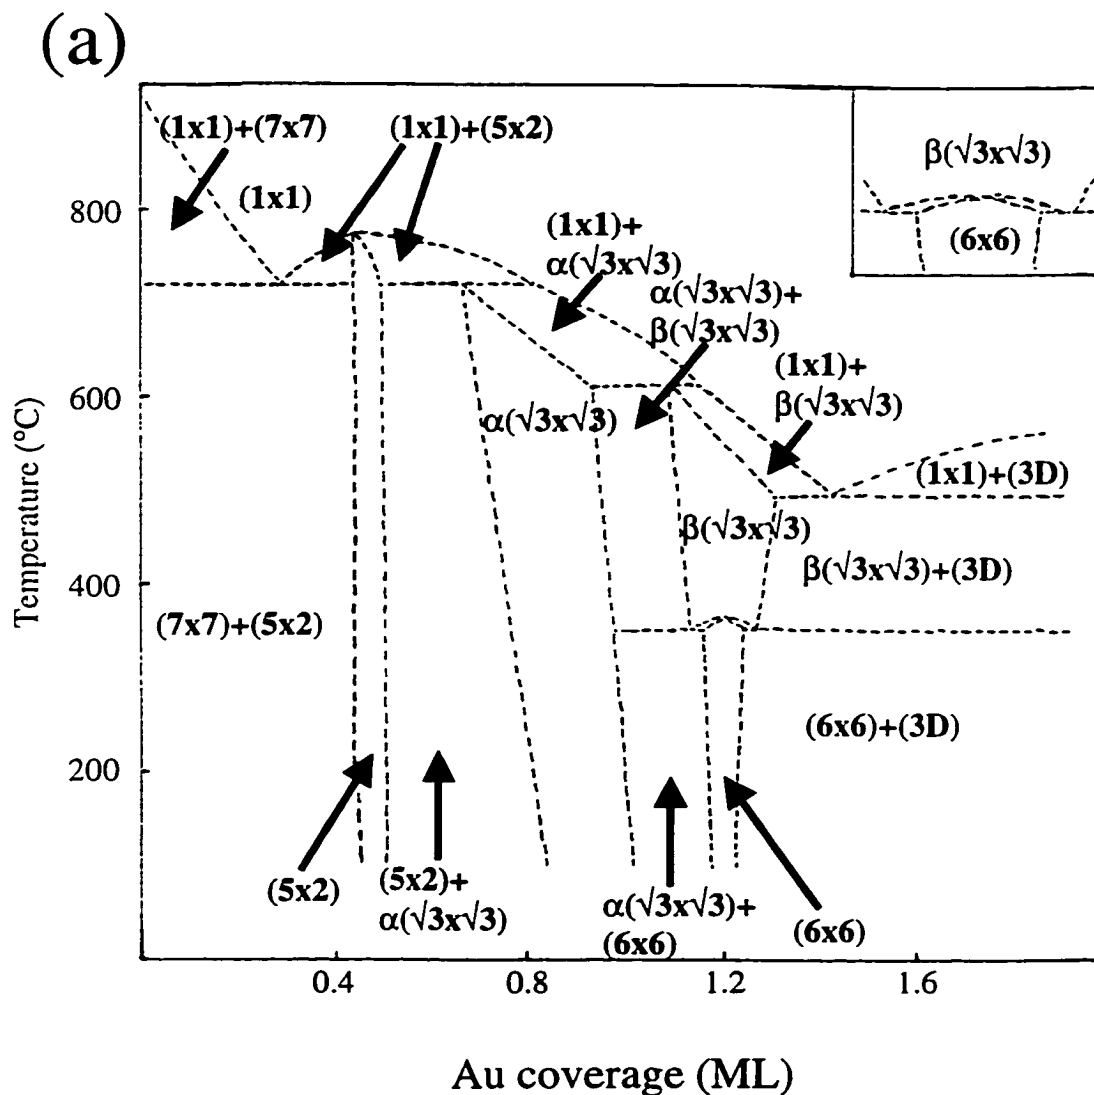 (a)
(1x1)+(7x7)
(1x1)+(5x2)
β(√3x√3)
(1x1)
800
(1x1)+
α(√3x√3)
(6x6)
α(√3x√3)+
β(√3x√3)
(1x1)+
β(√3x√3)
600
α(√3x√3)
(1x1)+(3D)
Temperature (°C)
β(√3x√3)
β(√3x√3)+(3D)
400
(7x7)+(5x2)
(6x6)+(3D)
200
(5x2)
(5x2)+
α(√3x√3)
α(√3x√3)+
(6x6)
(6x6)
0.4
0.8
1.2
1.6
Au coverage (ML)